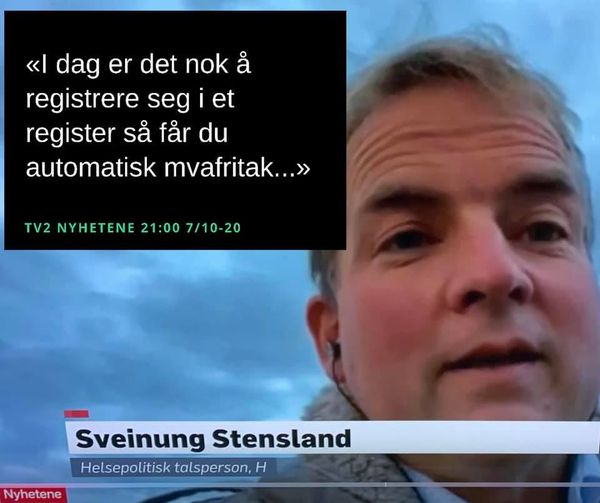 «I dag er det nok å
registrere seg i et
register så får du
automatisk mvafritak...»
TV2 NYHETENE 21:00 7/10-20
Sveinung Stensland
Helsepolitisk talsperson, H
Nyhetene